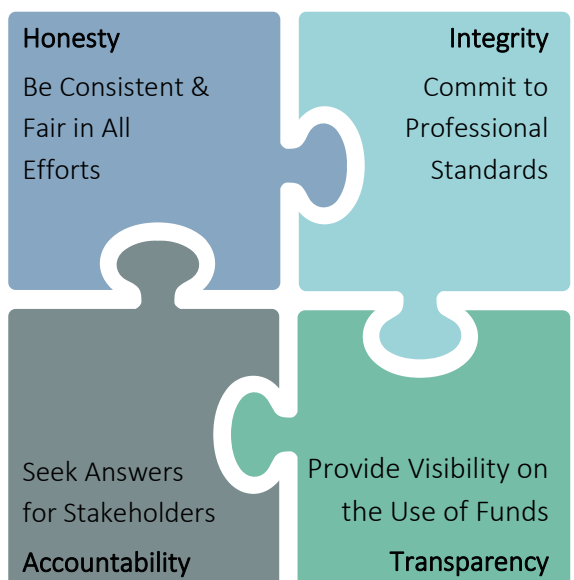 Honesty
Be Consistent &
Fair in All
Efforts
Integrity
Commit to
Professional
Standards
Seek Answers
for Stakeholders
Accountability
Provide Visibility on
the Use of Funds
Transparency